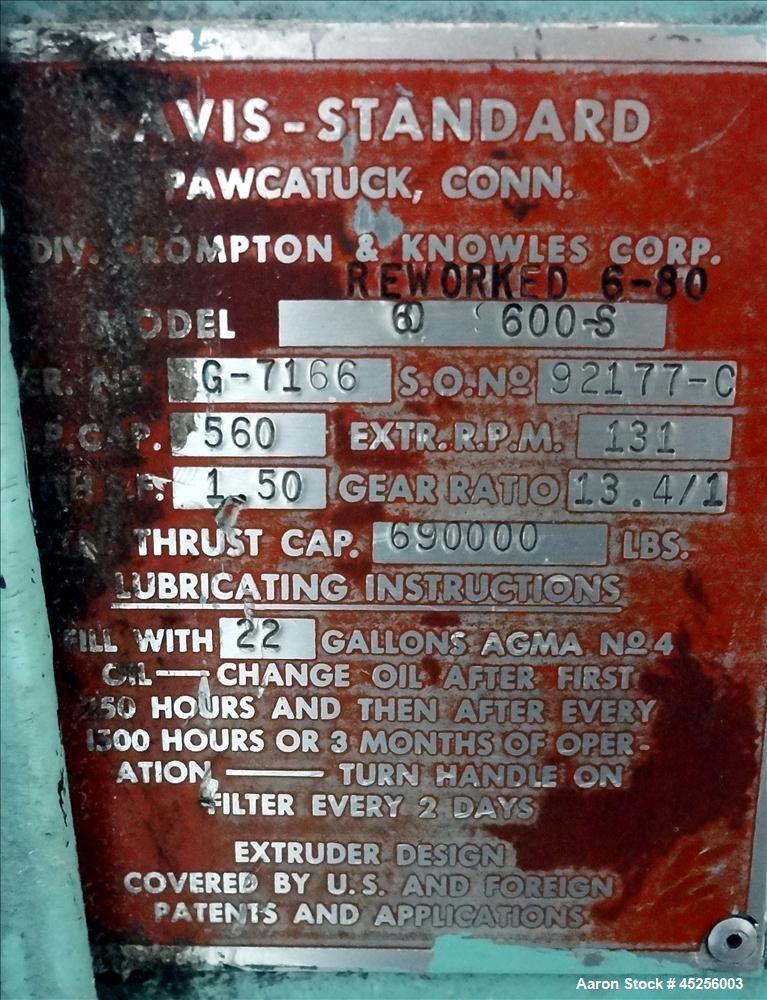 AVIS-STANDARD
PAWCATUCK, CONN.
DIV. CROMPTON & KNOWLES CORP.
REWORKED 6-80
MODEL 60 600-S
G-7166 S.O.Nº 92177-C
CAP. 560 EXTR. R.P.M. 131
1.50 GEAR RATIO 13.4/1
THRUST CAP. 690000 LBS.
LUBRICATING INSTRUCTIONS
FILL WITH 22 GALLONS AGMA Nº 4
OIL — CHANGE OIL AFTER FIRST
250 HOURS AND THEN AFTER EVERY
1500 HOURS OR 3 MONTHS OF OPER-
ATION — TURN HANDLE ON
FILTER EVERY 2 DAYS
EXTRUDER DESIGN
COVERED BY U.S. AND FOREIGN
PATENTS AND APPLICATIONS
Aaron Stock # 45256003